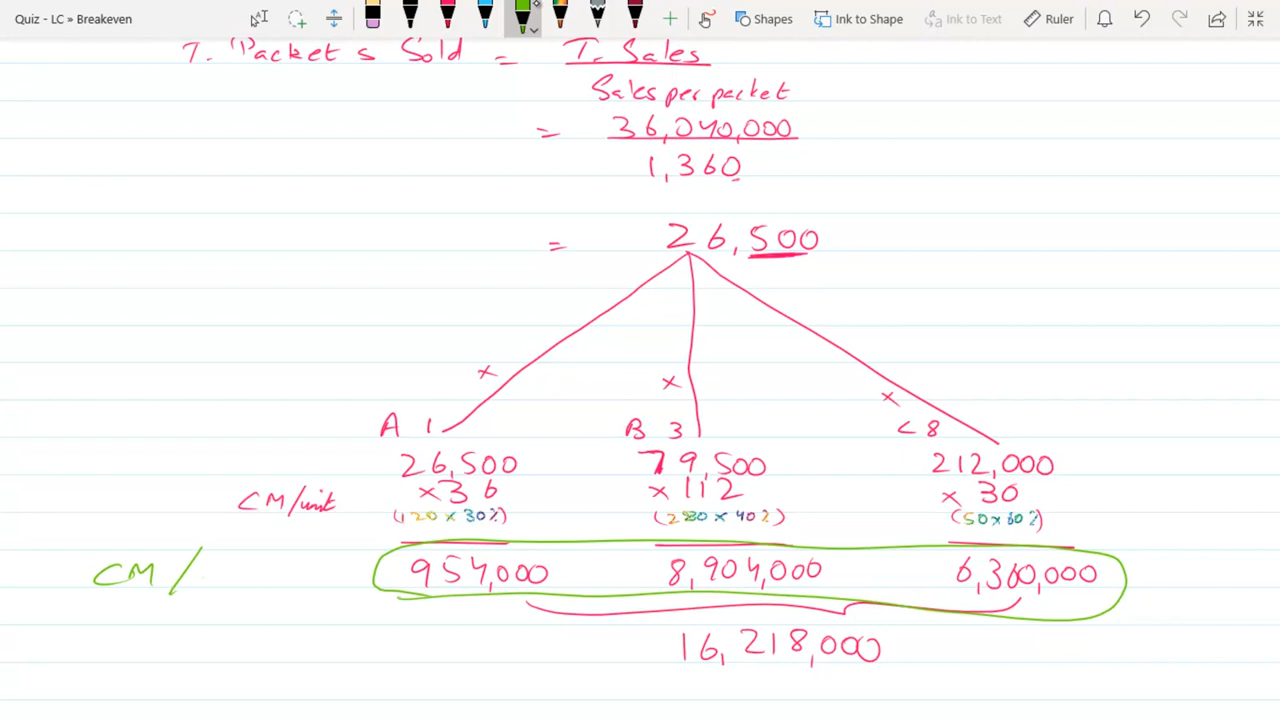 Quiz - LC » Breakeven
Shapes
Ink to Shape
Ink to Text
Ruler
T. Packets Sold = T. Sales
Sales per packet
= 36,040,000
1,360
= 26,500
× × ×
A 1 B 3 C 8
26,500 79,500 212,000
CM/unit ×36 ×112 × 30
(120 × 30%) (280 × 40%) (50×60%)
CM / 954,000 8,904,000 6,360,000
16,218,000